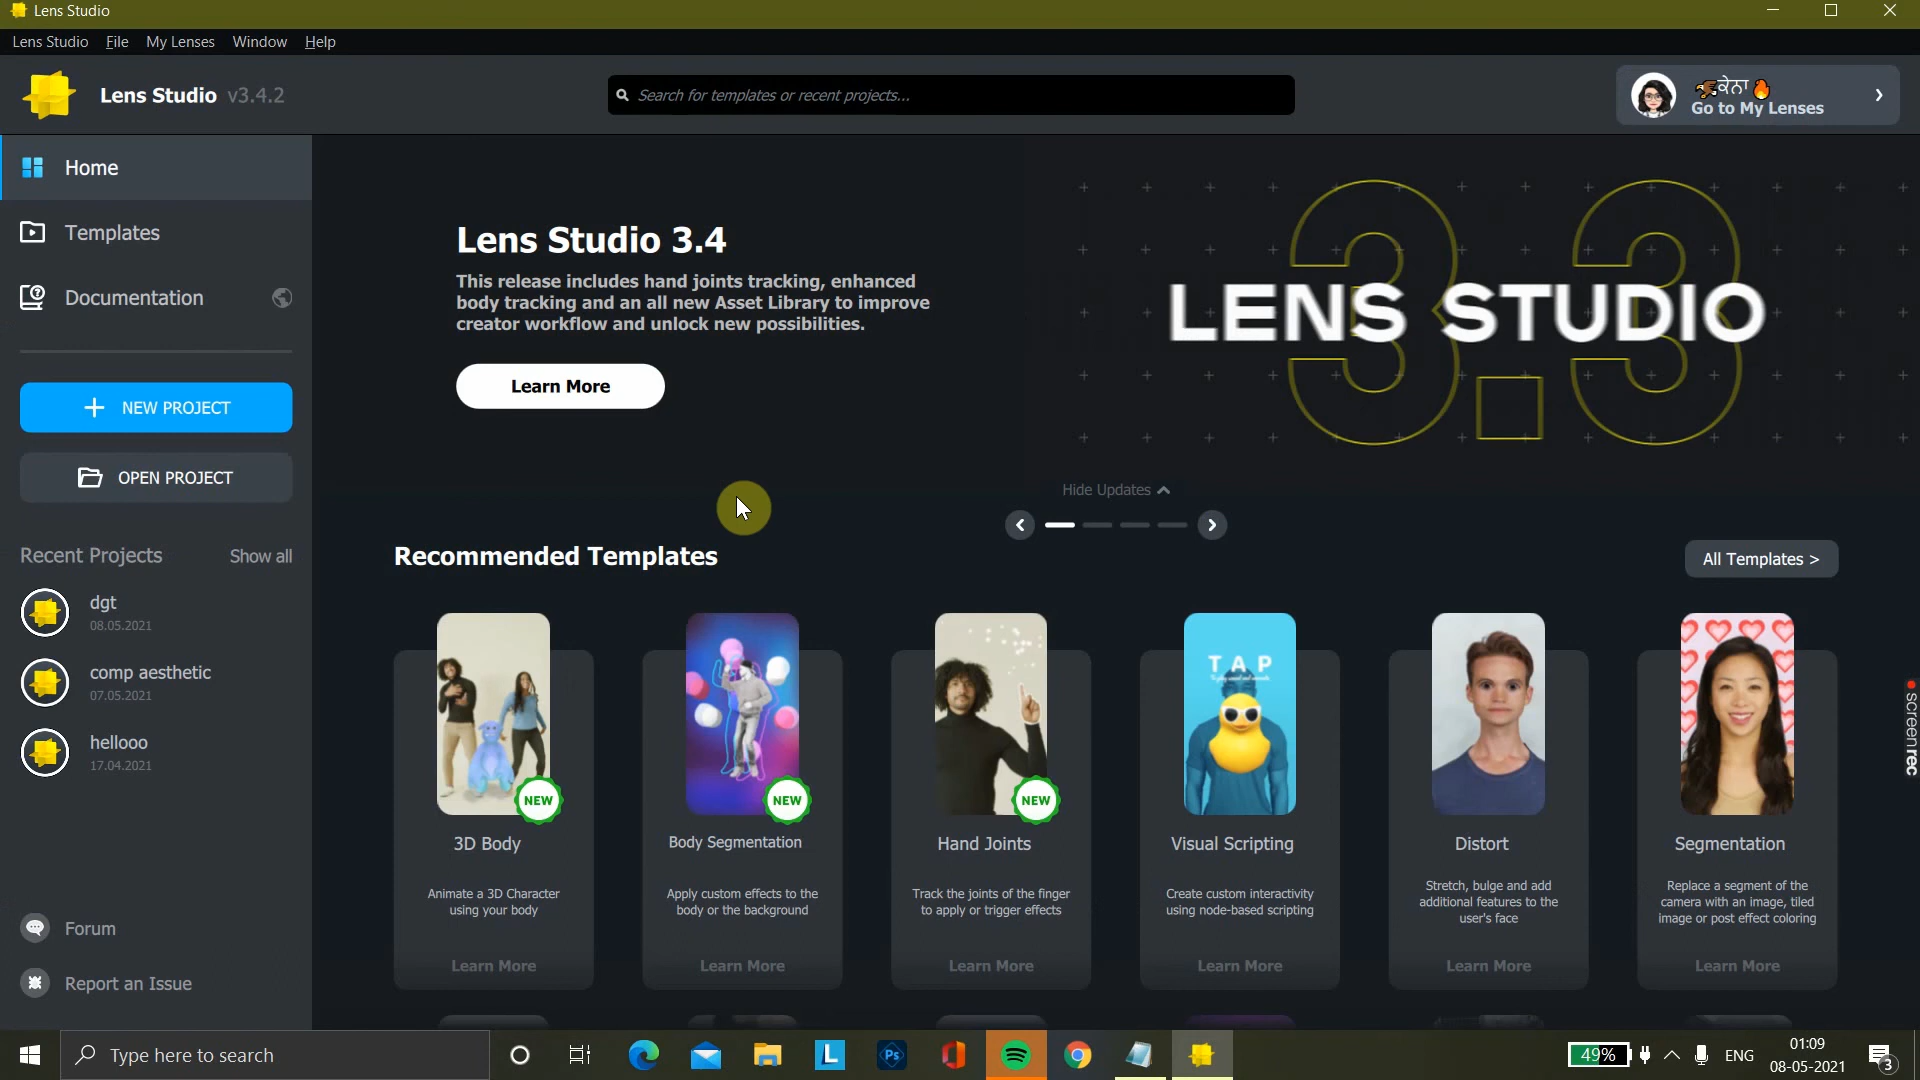 Lens Studio
Lens Studio File My Lenses Window Help
Lens Studio v3.4.2
Search for templates or recent projects...
🦅ਕੇਨਾ🔥
Go to My Lenses
Home
Templates
Documentation
NEW PROJECT
OPEN PROJECT
Recent Projects Show all
dgt
08.05.2021
comp aesthetic
07.05.2021
hellooo
17.04.2021
Forum
Report an Issue
Lens Studio 3.4
This release includes hand joints tracking, enhanced
body tracking and an all new Asset Library to improve
creator workflow and unlock new possibilities.
Learn More
3.3
LENS STUDIO
Hide Updates
Recommended Templates
All Templates >
NEW
3D Body
Animate a 3D Character
using your body
Learn More
NEW
Body Segmentation
Apply custom effects to the
body or the background
Learn More
NEW
Hand Joints
Track the joints of the finger
to apply or trigger effects
Learn More
TAP
Visual Scripting
Create custom interactivity
using node-based scripting
Learn More
Distort
Stretch, bulge and add
additional features to the
user's face
Learn More
Segmentation
Replace a segment of the
camera with an image, tiled
image or post effect coloring
Learn More
screenrec
Type here to search
L
Ps
49%
ENG
01:09
08-05-2021
3